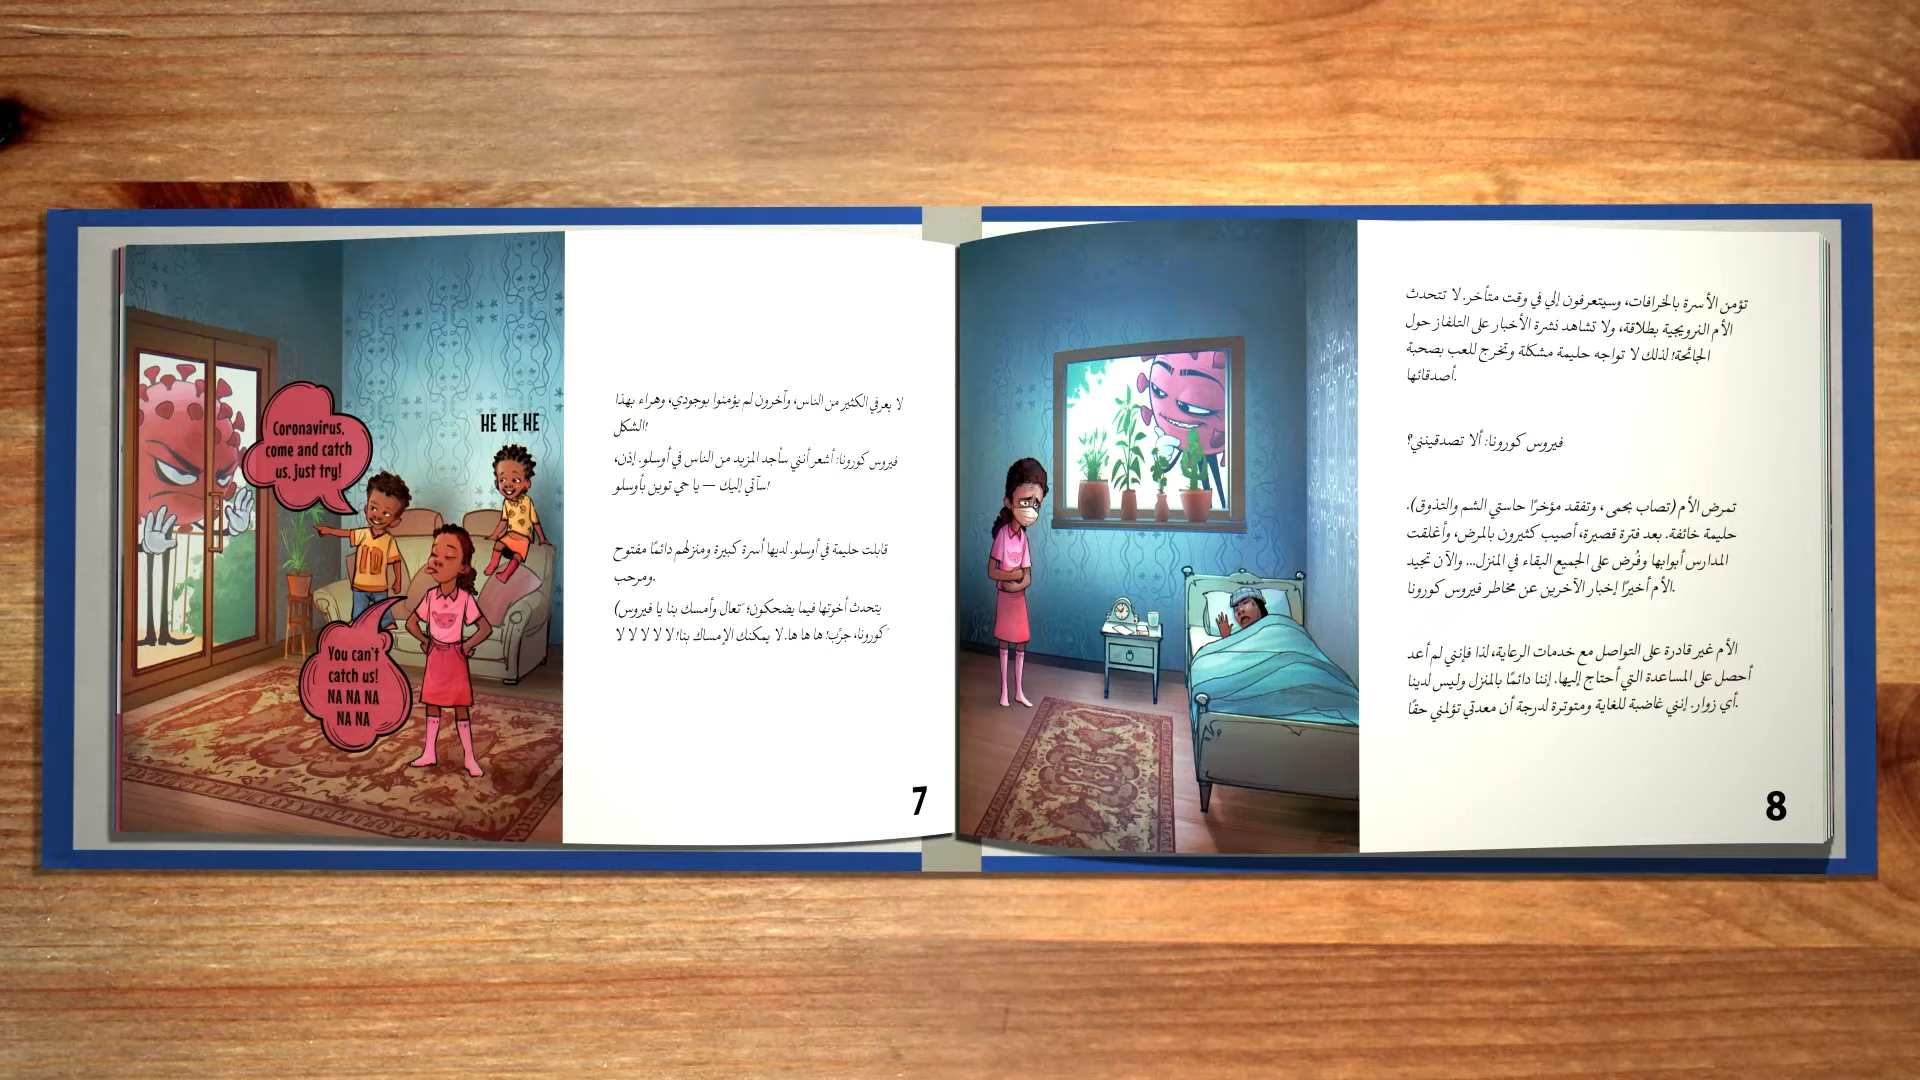 Coronavirus,
come and catch
us, just try!
HE HE HE
You can't
catch us!
NA NA NA
NA NA
لا يعرفي الكثير من الناس، وآخرون لم يؤمنوا بوجودي، وهراء بهذا
الشكل!
فيروس كورونا: أشعر أنني سأجد المزيد من الناس في أوسلو. إذن،
سآتي إليك — يا حي توين بأوسلو!
قابلت حليمة في أوسلو. لديها أسرة كبيرة ومنزلهم دائمًا مفتوح
ومرحب.
يتحدث أخوتها فيما يضحكون؛ "تعال وأمسك بنا يا فيروس)
كورونا، جرِّب! ها ها ها. لا يمكنك الإمساك بنا! لا لا لا لا لا"
7
تؤمن الأسرة بالخرافات، وسيتعرفون إلي في وقت متأخر. لا تتحدث
الأم النرويجية بطلاقة، ولا تشاهد نشرة الأخبار على التلفاز حول
الجائحة! لذلك لا تواجه حليمة مشكلة وتخرج للعب بصحبة
أصدقائها.
فيروس كورونا: ألا تصدقينني؟
تمرض الأم (تصاب بحمى، وتفقد مؤخرًا حاستي الشم والتذوق).
حليمة خائفة. بعد فترة قصيرة، أصيب كثيرون بالمرض، وأغلقت
المدارس أبوابها وفُرض على الجميع البقاء في المنزل... والآن تجيد
الأم أخيرًا إخبار الآخرين عن مخاطر فيروس كورونا.
الأم غير قادرة على التواصل مع خدمات الرعاية، لذا فإنني لم أعد
أحصل على المساعدة التي أحتاج إليها. إننا دائمًا بالمنزل وليس لدينا
أي زوار. إنني غاضبة للغاية ومتوترة لدرجة أن معدتي تؤلمني حقًا.
8